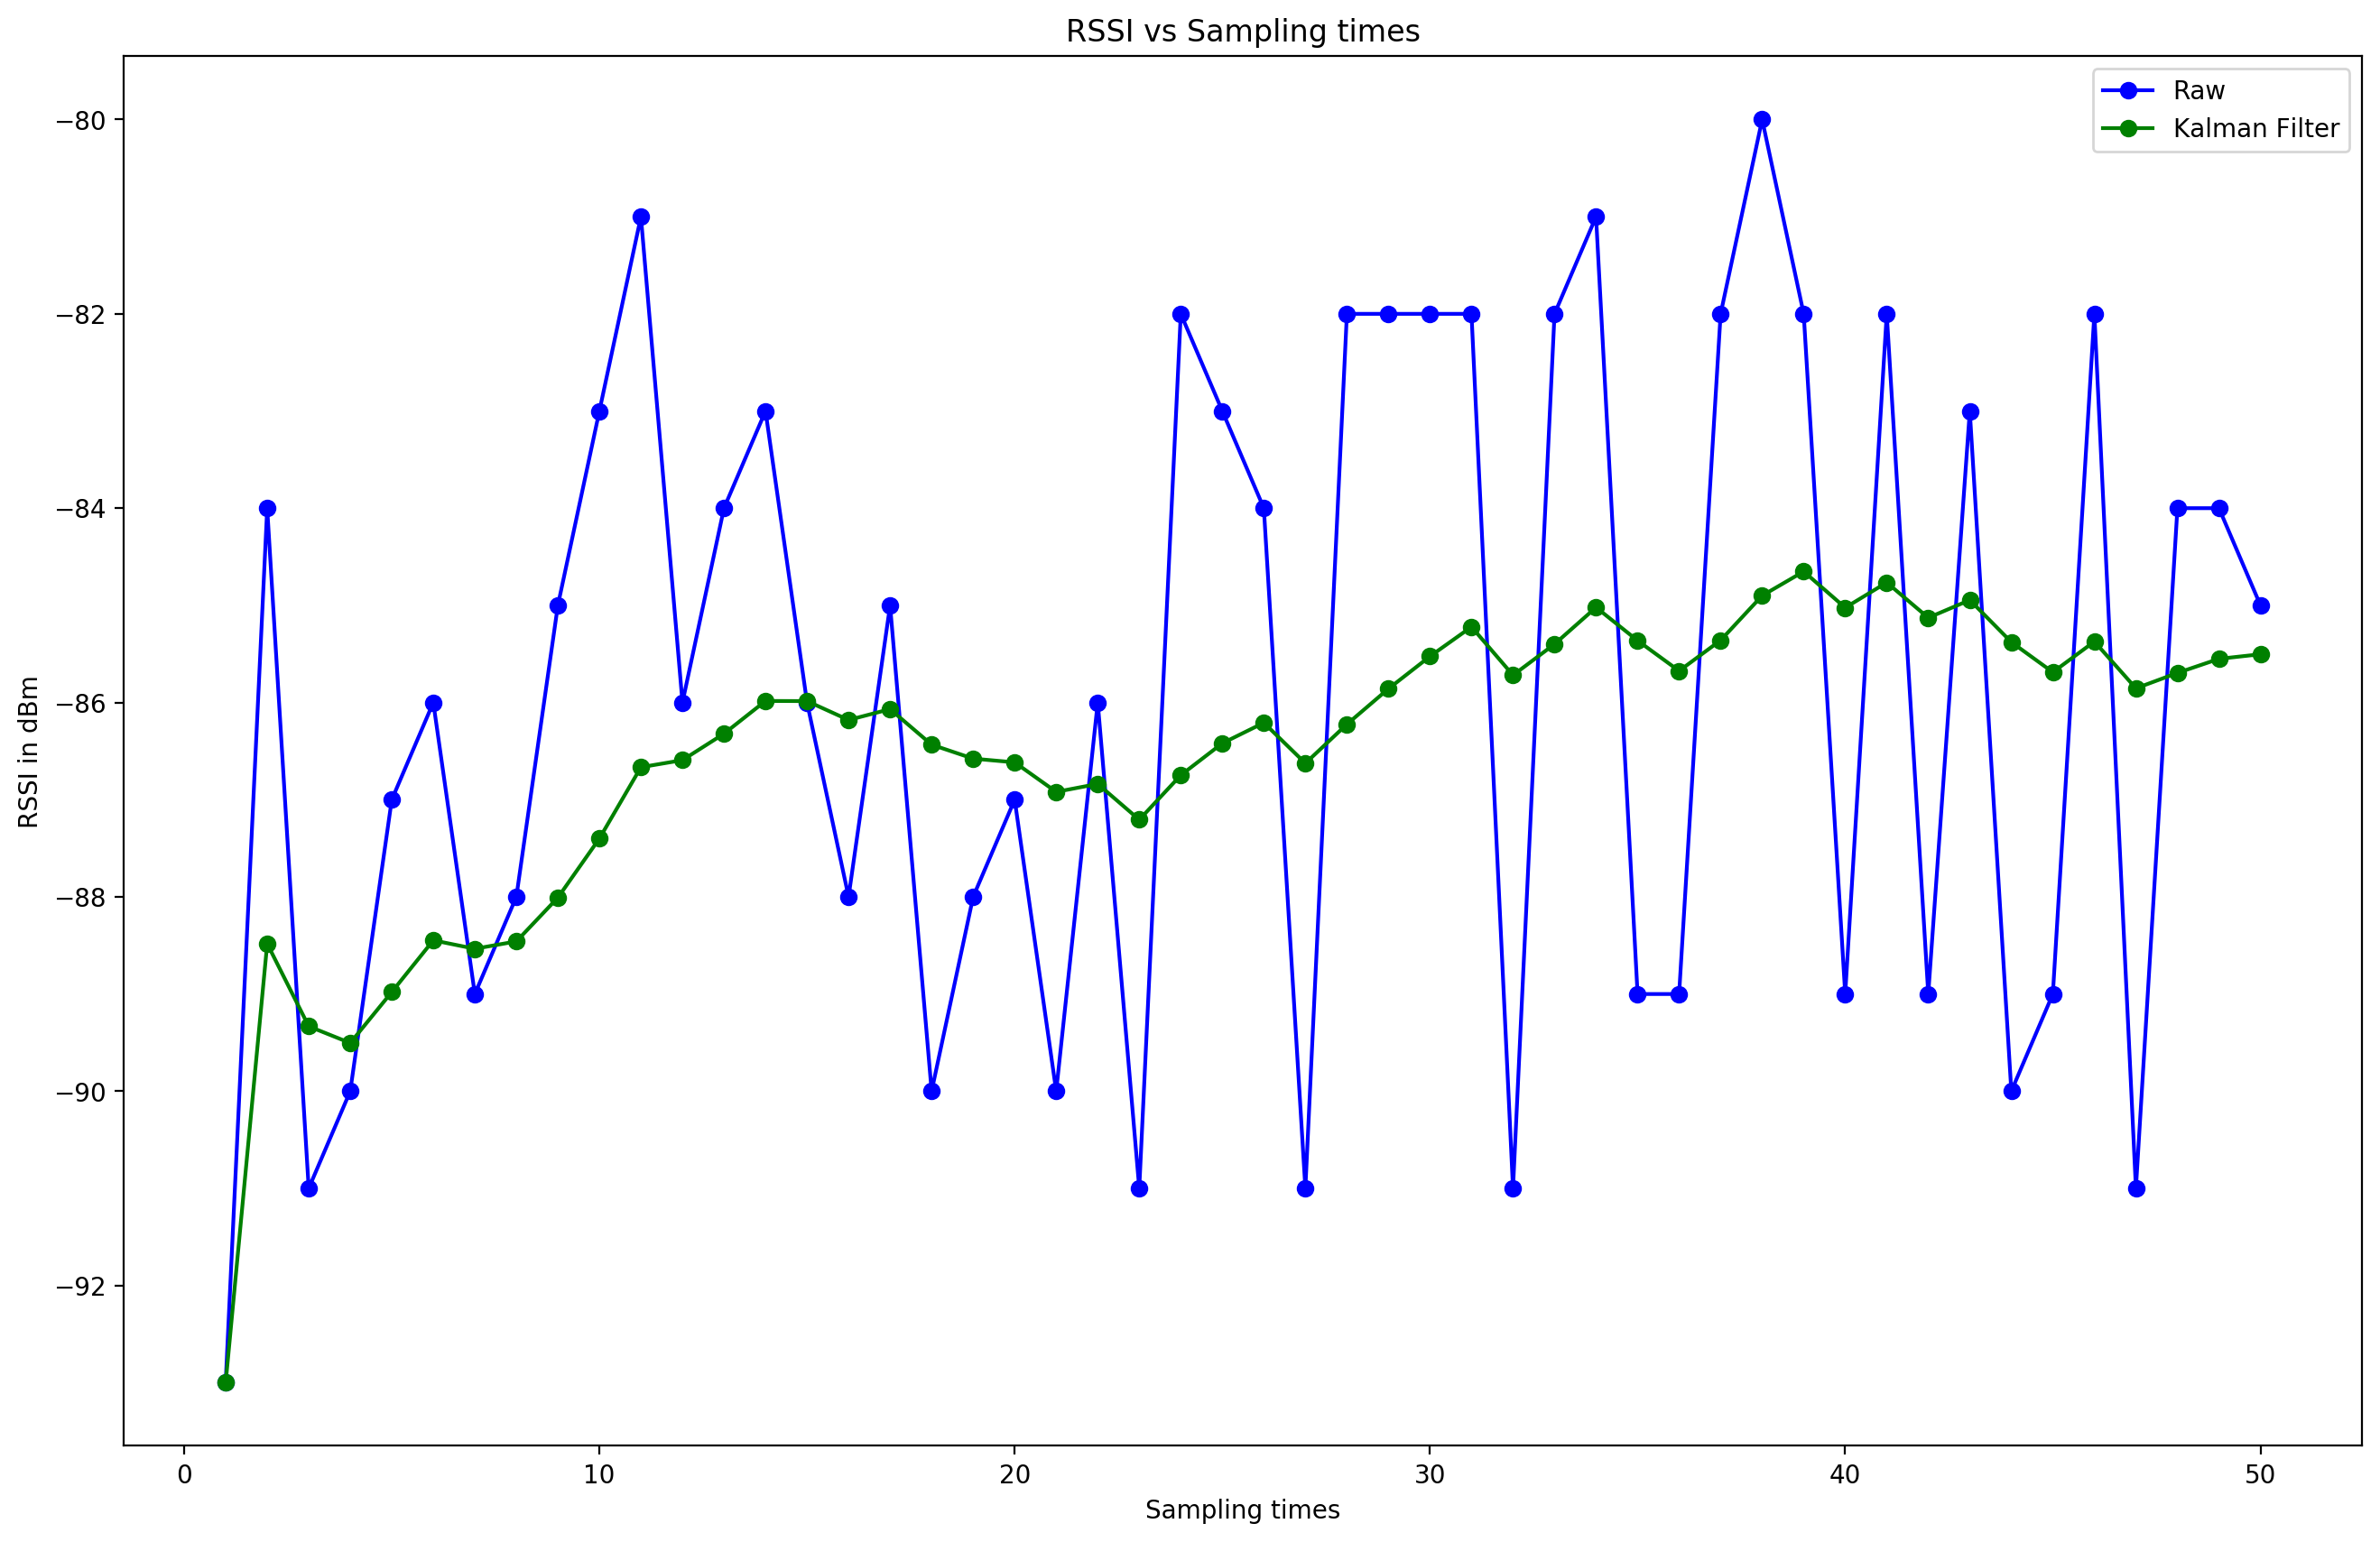 RSSI vs Sampling times
Raw
Kalman Filter
−80
−82
−84
−86
−88
−90
−92
RSSI in dBm
0 10 20 30 40 50
Sampling times